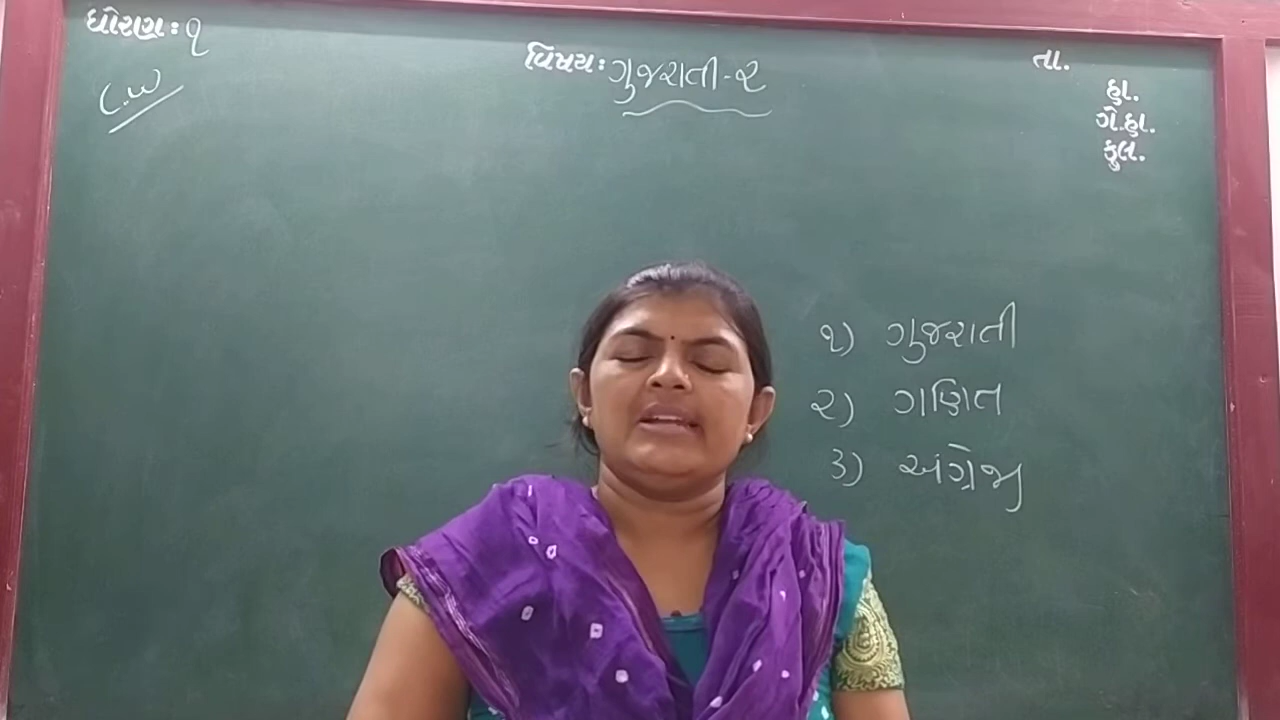 ધોરણ: ૧
વિષય: ગુજરાતી-૨
તા.
C.W
હા.
ગે.હા.
કુલ.
૧) ગુજરાતી
૨) ગણિત
૩) અંગ્રેજી